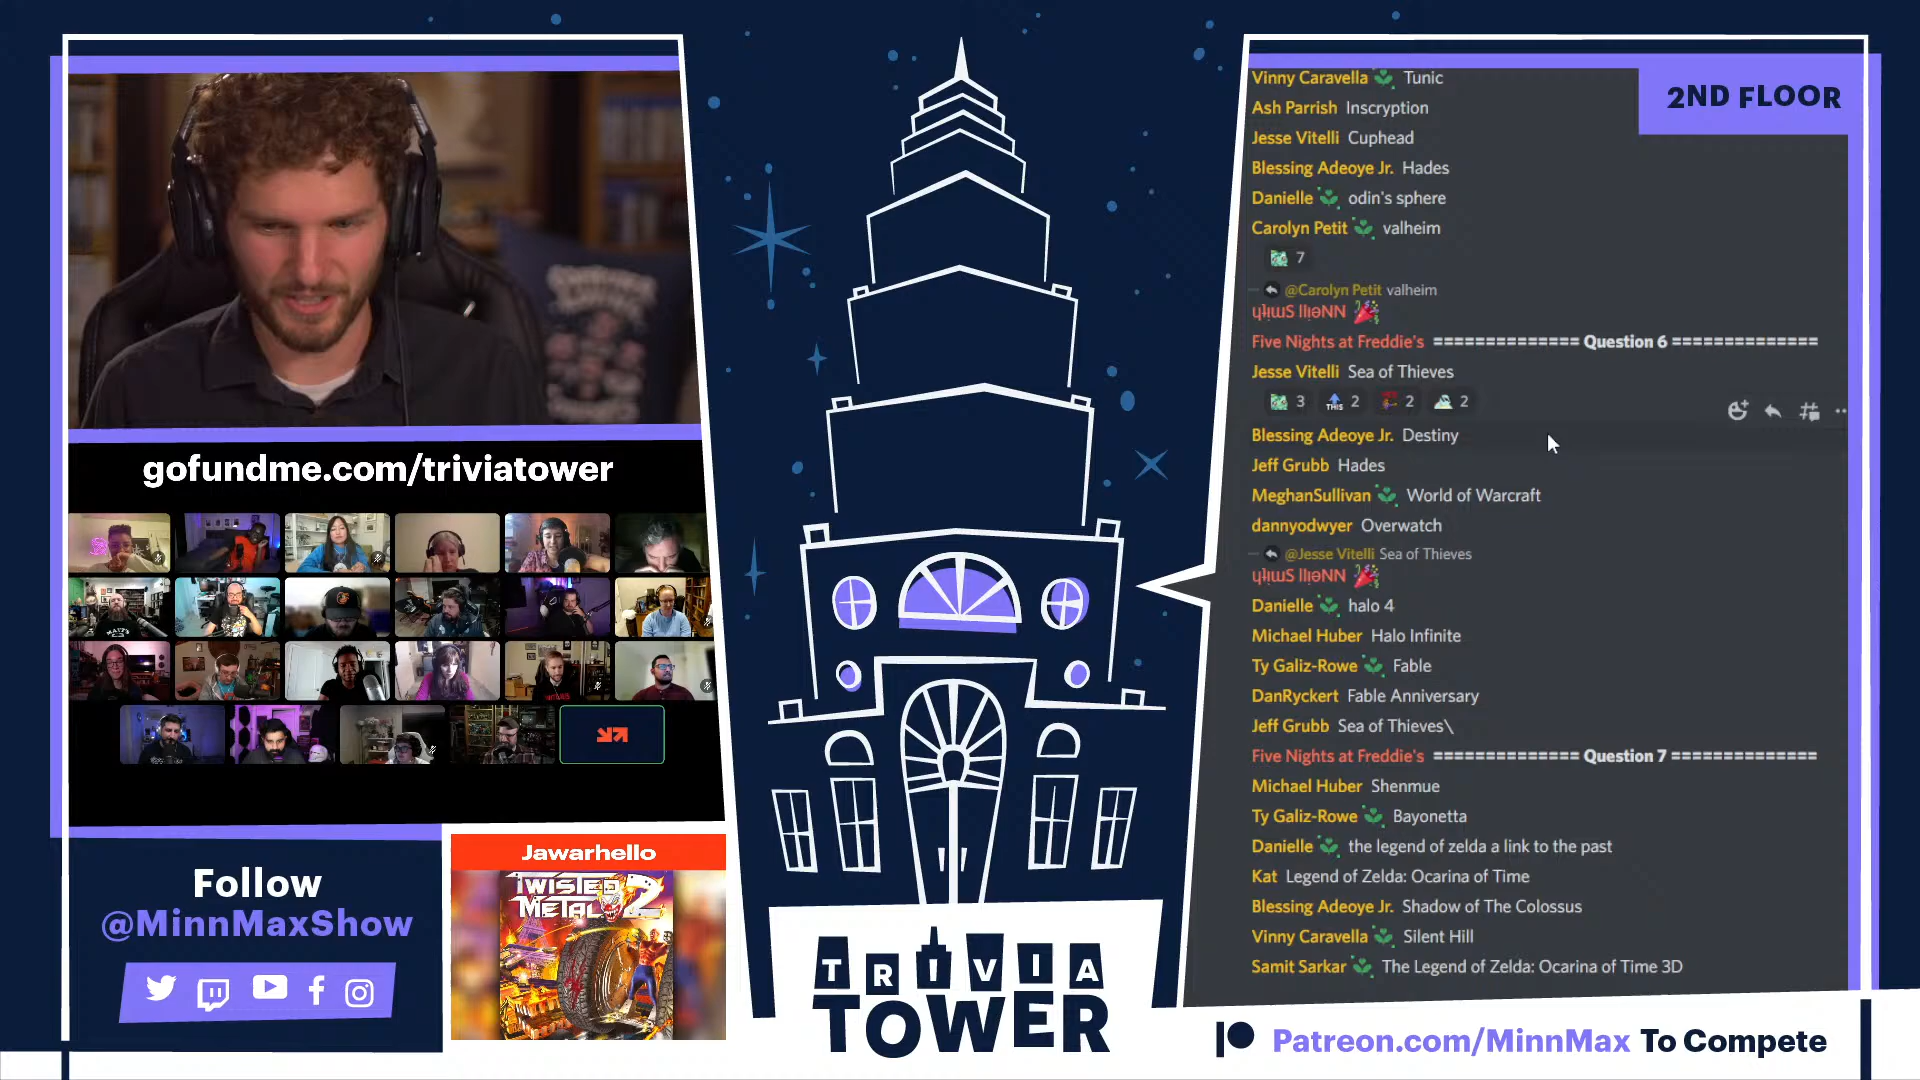 gofundme.com/triviatower
Follow
@MinnMaxShow
Jawarhello
TWISTED
METAL 2
TRIVIA
TOWER
2ND FLOOR
Vinny Caravella Tunic
Ash Parrish Inscryption
Jesse Vitelli Cuphead
Blessing Adeoye Jr. Hades
Danielle odin's sphere
Carolyn Petit valheim
7
@Carolyn Petit valheim
ɥʇıɯS llıǝNN
Five Nights at Freddie's ============== Question 6 ==============
Jesse Vitelli Sea of Thieves
3 THIS 2 2 2
Blessing Adeoye Jr. Destiny
Jeff Grubb Hades
MeghanSullivan World of Warcraft
dannyodwyer Overwatch
@Jesse Vitelli Sea of Thieves
ɥʇıɯS llıǝNN
Danielle halo 4
Michael Huber Halo Infinite
Ty Galiz-Rowe Fable
DanRyckert Fable Anniversary
Jeff Grubb Sea of Thieves\
Five Nights at Freddie's ============== Question 7 ==============
Michael Huber Shenmue
Ty Galiz-Rowe Bayonetta
Danielle the legend of zelda a link to the past
Kat Legend of Zelda: Ocarina of Time
Blessing Adeoye Jr. Shadow of The Colossus
Vinny Caravella Silent Hill
Samit Sarkar The Legend of Zelda: Ocarina of Time 3D
Patreon.com/MinnMax To Compete